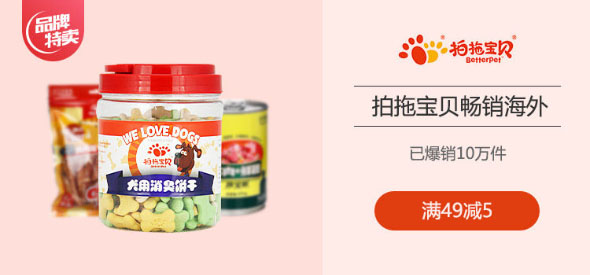 品牌
特卖
WE LOVE DOGS
拍拖宝贝
犬用消臭饼干
拍拖宝贝
BetterPet
拍拖宝贝畅销海外
已爆销10万件
满49减5